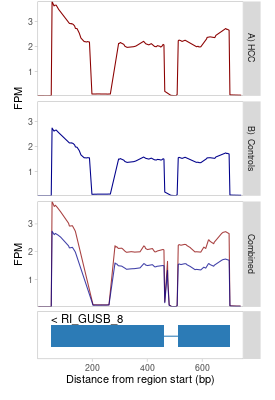 3
2
1
A) HCC
3
2
1
B) Controls
3
2
1
Combined
FPM
FPM
FPM
< RI_GUSB_8
200 400 600
Distance from region start (bp)